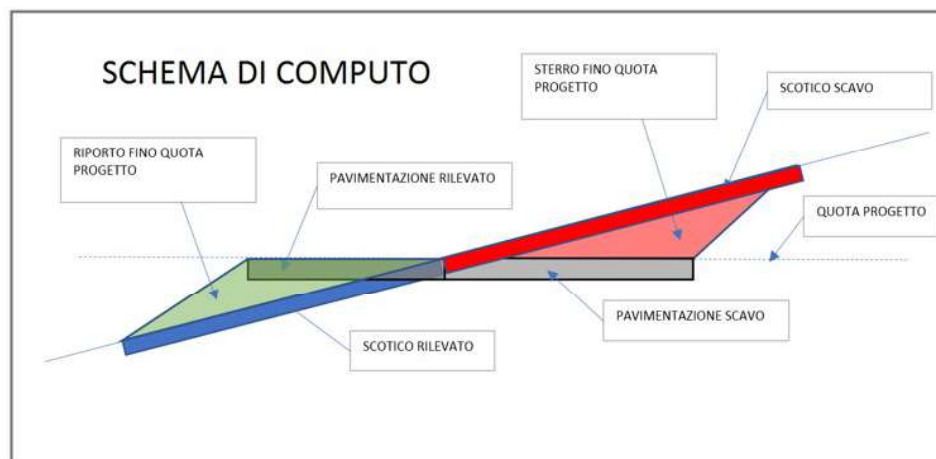 SCHEMA DI COMPUTO
STERRO FINO QUOTA
PROGETTO
SCOTICO SCAVO
RIPORTO FINO QUOTA
PROGETTO
PAVIMENTAZIONE RILEVATO
QUOTA PROGETTO
PAVIMENTAZIONE SCAVO
SCOTICO RILEVATO